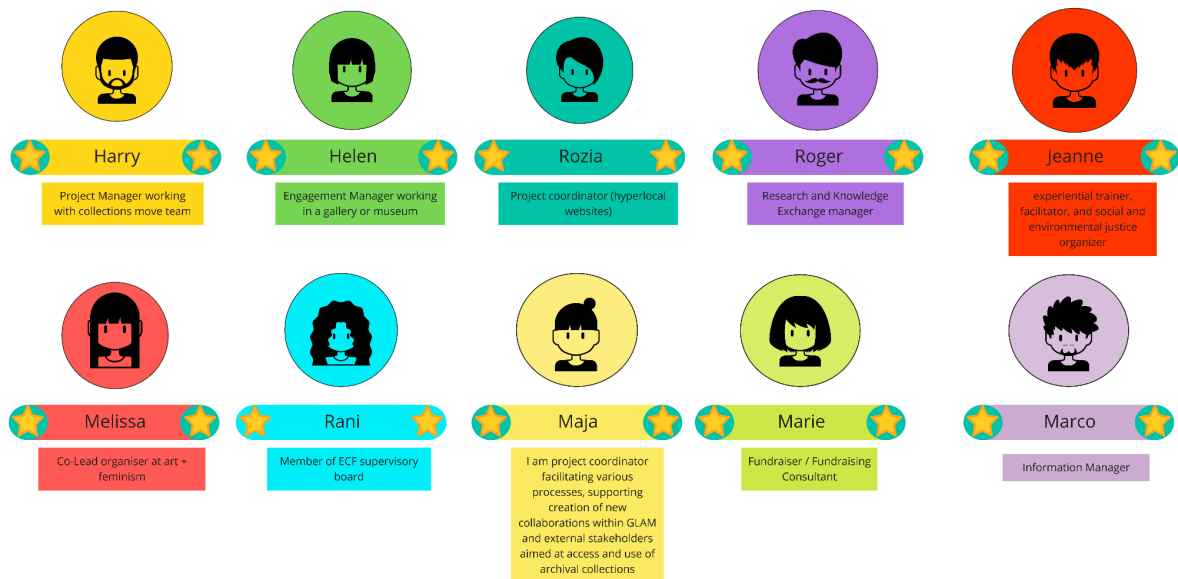 Harry
Project Manager working
with collections move team
Helen
Engagement Manager working
in a gallery or museum
Rozia
Project coordinator (hyperlocal
websites)
Roger
Research and Knowledge
Exchange manager
Jeanne
experiential trainer,
facilitator, and social and
environmental justice
organizer
Melissa
Co-Lead organiser at art +
feminism
Rani
Member of ECF supervisory
board
Maja
I am project coordinator
facilitating various
processes, supporting
creation of new
collaborations within GLAM
and external stakeholders
aimed at access and use of
archival collections
Marie
Fundraiser / Fundraising
Consultant
Marco
Information Manager